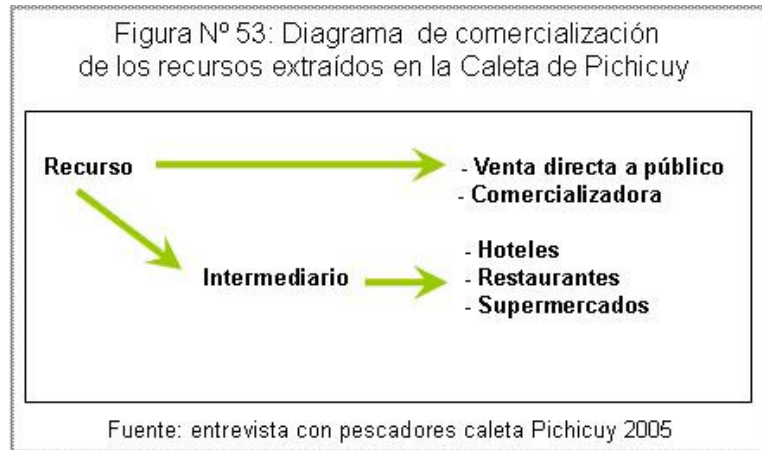 Figura Nº 53: Diagrama de comercialización
de los recursos extraídos en la Caleta de Pichicuy
Recurso
- Venta directa a público
- Comercializadora
Intermediario
- Hoteles
- Restaurantes
- Supermercados
Fuente: entrevista con pescadores caleta Pichicuy 2005